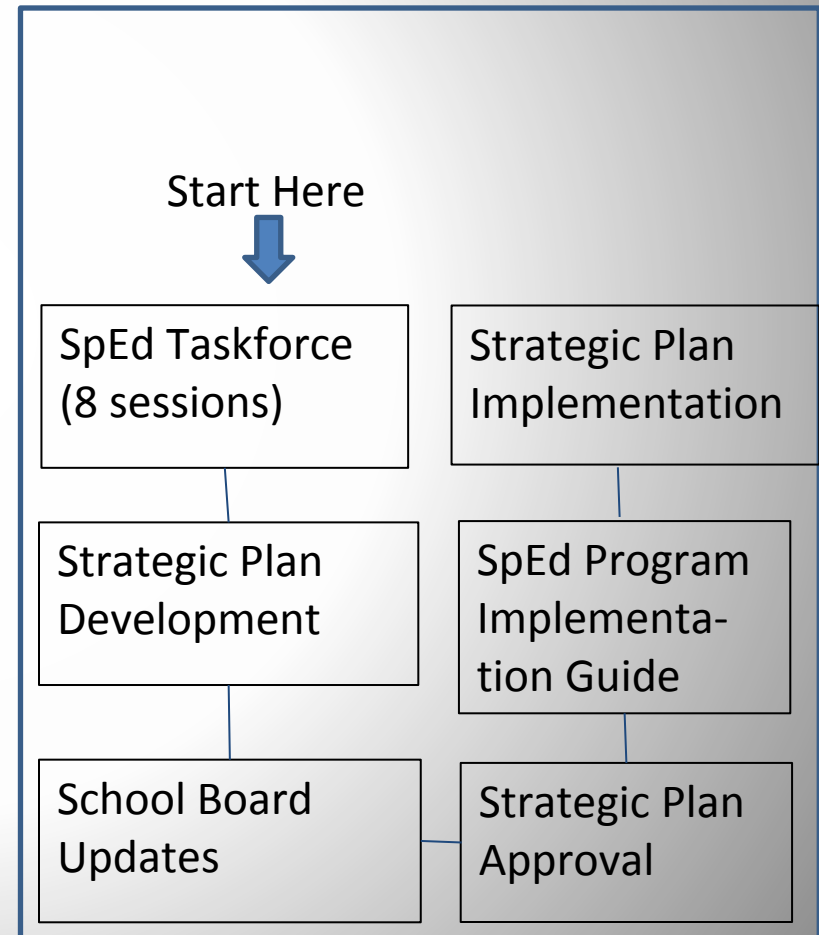 Start Here
SpEd Taskforce
(8 sessions)
Strategic Plan
Development
School Board
Updates
Strategic Plan
Approval
SpEd Program
Implementa-
tion Guide
Strategic Plan
Implementation